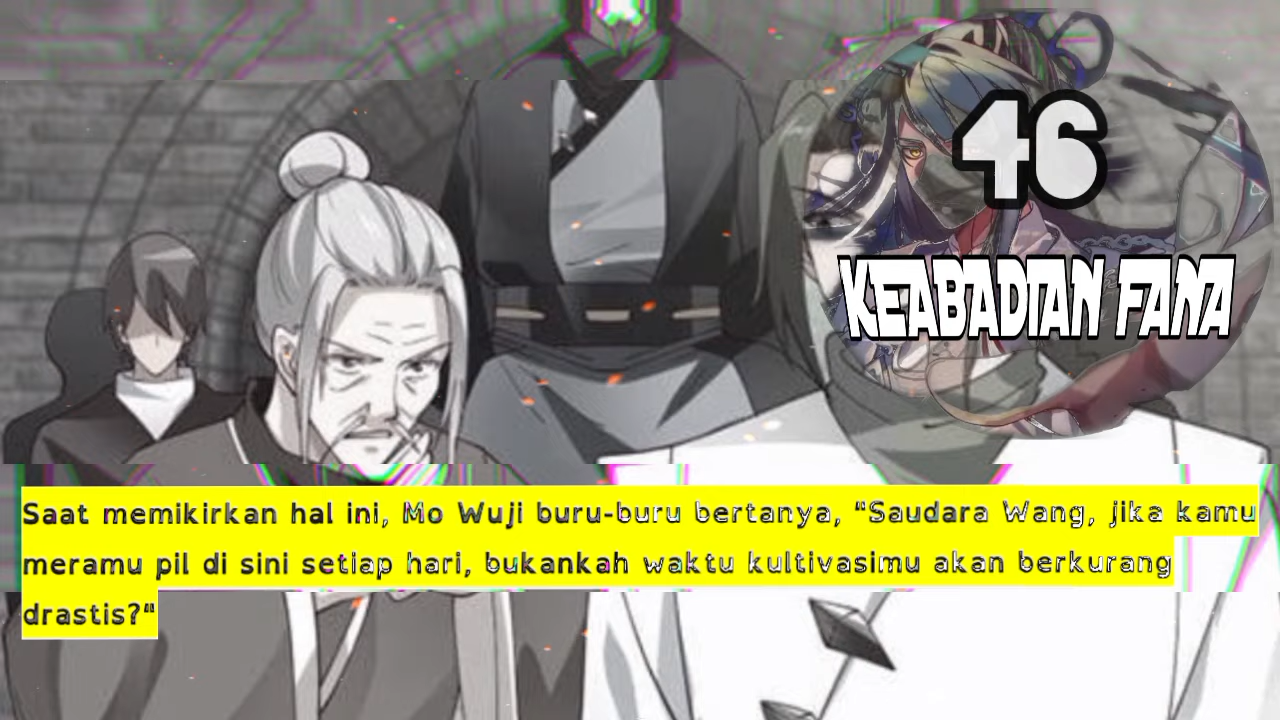 46
KEABADIAN FANA
Saat memikirkan hal ini, Mo Wuji buru-buru bertanya, "Saudara Wang, jika kamu
meramu pil di sini setiap hari, bukankah waktu kultivasimu akan berkurang
drastis?"